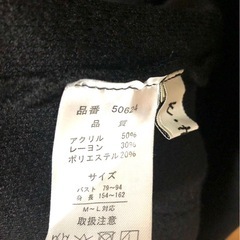 品番 50624
品質
アクリル 50%
レーヨン 30%
ポリエステル 20%
サイズ
バスト 79~94
身長 154~162
M~L対応
取扱注意